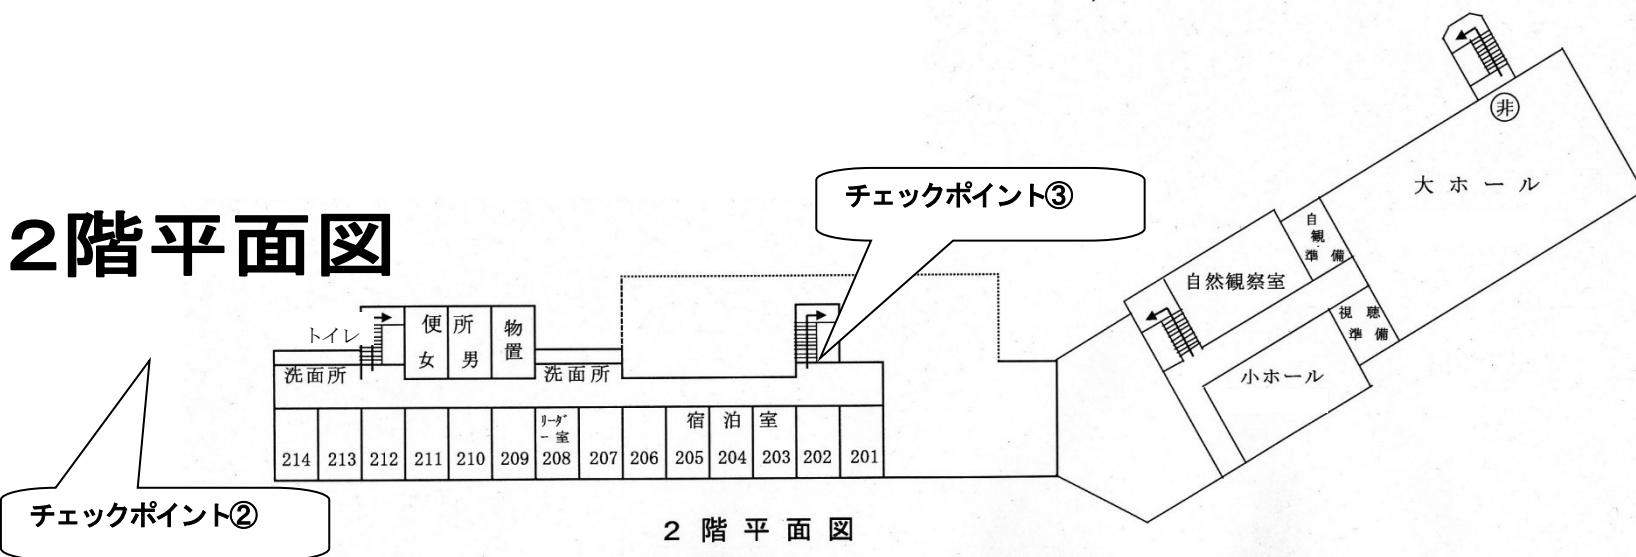 非
大ホール
チェックポイント③
2階平面図
自観準備
自然観察室
視聴準備
小ホール
トイレ
便所
女 男
物置
洗面所
洗面所
宿泊室
リーダー室
214 213 212 211 210 209 208 207 206 205 204 203 202 201
チェックポイント②
2階平面図